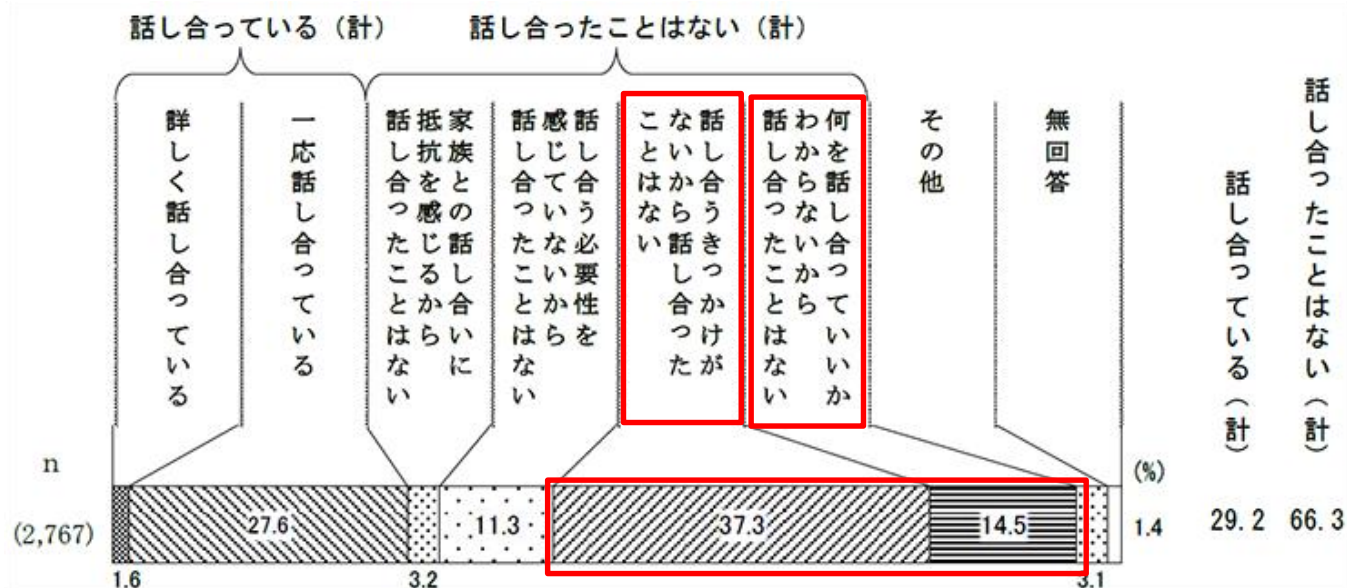 話し合っている（計）
話し合ったことはない（計）
詳しく話し合っている
一応話し合っている
家族との話し合いに
抵抗を感じるから
話し合ったことはない
話し合う必要性を
感じていないから
話し合ったことはない
話し合うきっかけが
ないから話し合った
ことはない
何を話し合っていいか
わからないから
話し合ったことはない
その他
無回答
話し合っている（計）
話し合ったことはない（計）
n
(%)
(2,767)
27.6
11.3
37.3
14.5
1.4
29.2
66.3
1.6
3.2
3.1